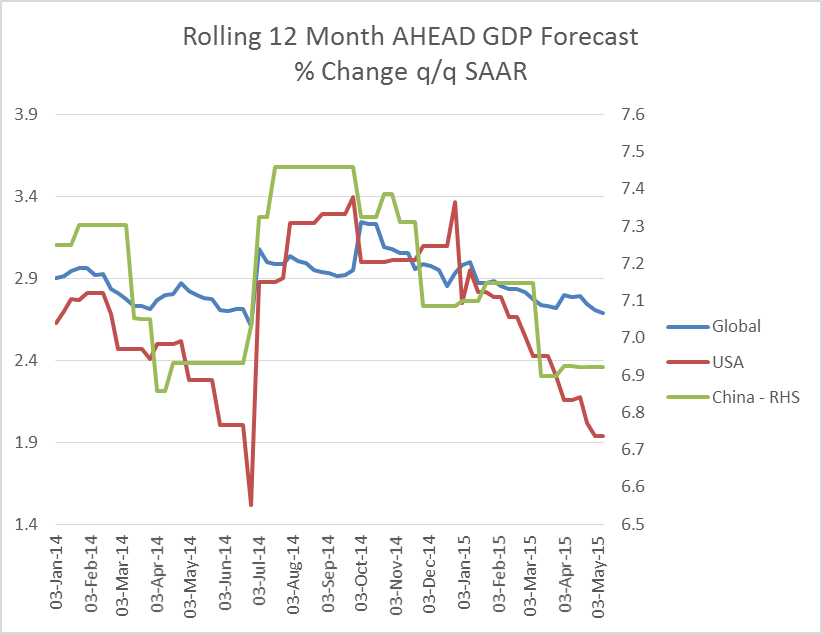 Rolling 12 Month AHEAD GDP Forecast
% Change q/q SAAR
3.9
3.4
2.9
2.4
1.9
1.4
7.6
7.5
7.4
7.3
7.2
7.1
7.0
6.9
6.8
6.7
6.6
6.5
Global
USA
China - RHS
03-Jan-14
03-Feb-14
03-Mar-14
03-Apr-14
03-May-14
03-Jun-14
03-Jul-14
03-Aug-14
03-Sep-14
03-Oct-14
03-Nov-14
03-Dec-14
03-Jan-15
03-Feb-15
03-Mar-15
03-Apr-15
03-May-15